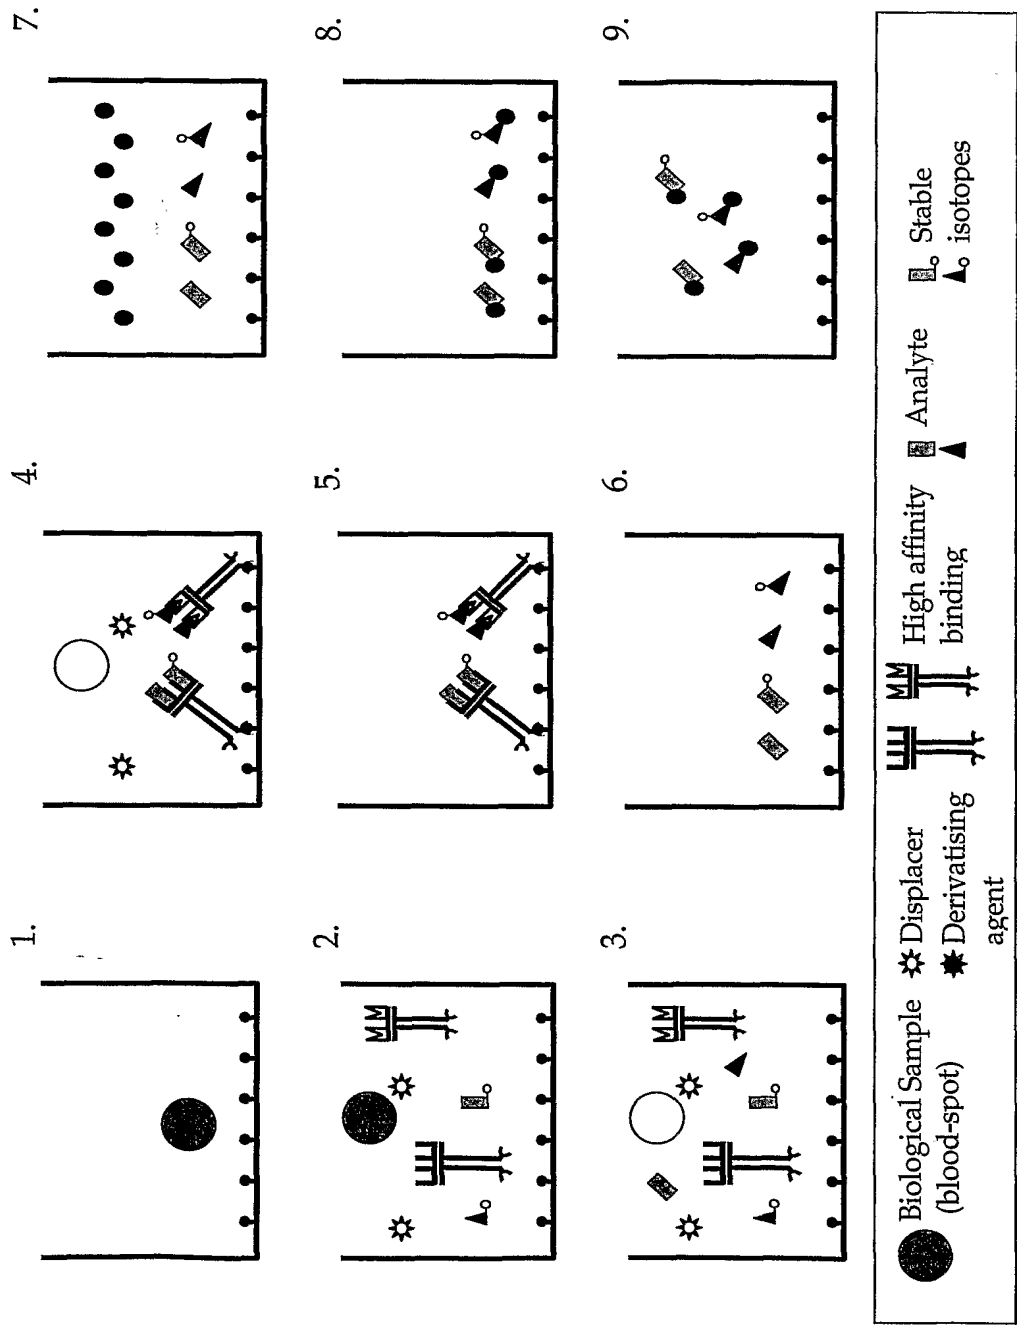 1.
2.
3.
4.
5.
6.
7.
8.
9.
Biological Sample
(blood-spot)
Displacer
Derivatising
agent
High affinity
binding
Analyte
Stable
isotopes